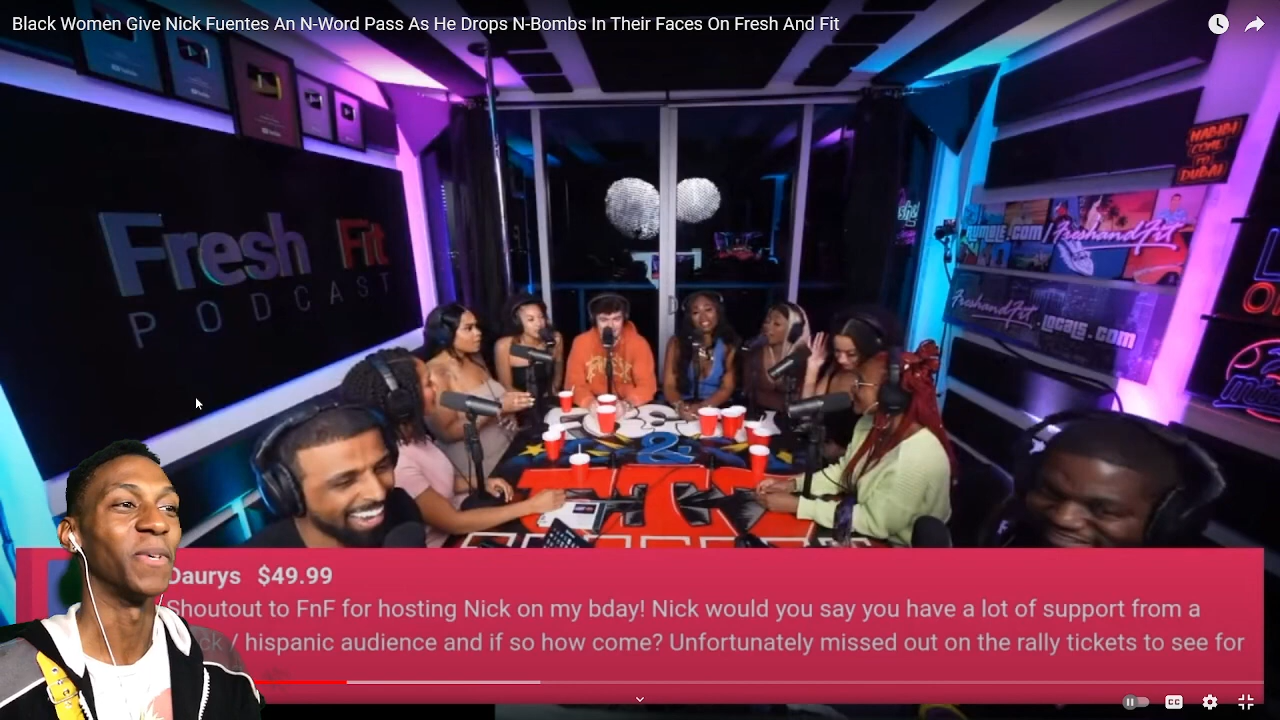 Black Women Give Nick Fuentes An N-Word Pass As He Drops N-Bombs In Their Faces On Fresh And Fit
HABIBI
COME
TO
DUBAI
Fresh Fit
PODCAST
RUMBLE.COM/FreshandFit
FreshandFit.LOCALS.COM
&
Daurys $49.99
Shoutout to FnF for hosting Nick on my bday! Nick would you say you have a lot of support from a
/ hispanic audience and if so how come? Unfortunately missed out on the rally tickets to see for
CC